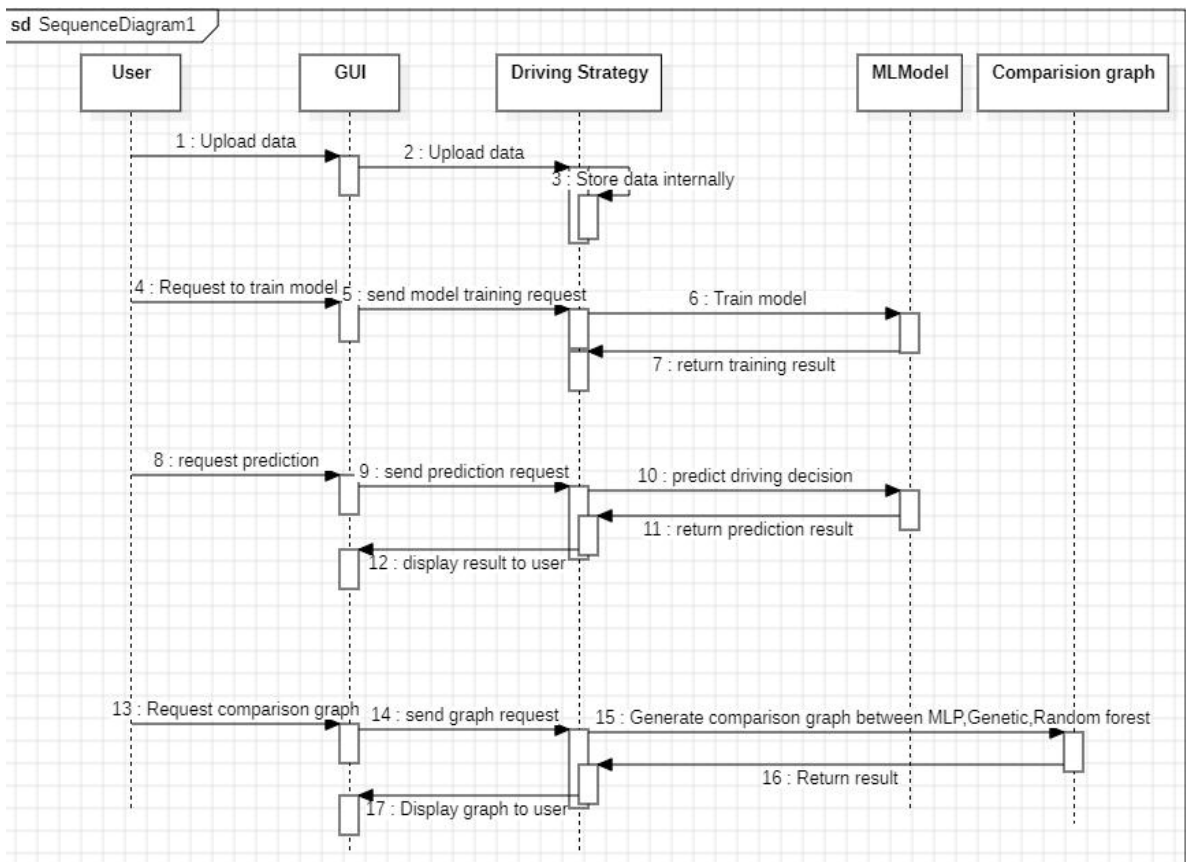 sd SequenceDiagram1
User
GUI
Driving Strategy
MLModel
Comparision graph
1 : Upload data
2 : Upload data
3 : Store data internally
4 : Request to train model
5 : send model training request
6 : Train model
7 : return training result
8 : request prediction
9 : send prediction request
10 : predict driving decision
11 : return prediction result
12 : display result to user
13 : Request comparison graph
14 : send graph request
15 : Generate comparison graph between MLP,Genetic,Random forest
16 : Return result
17 : Display graph to user